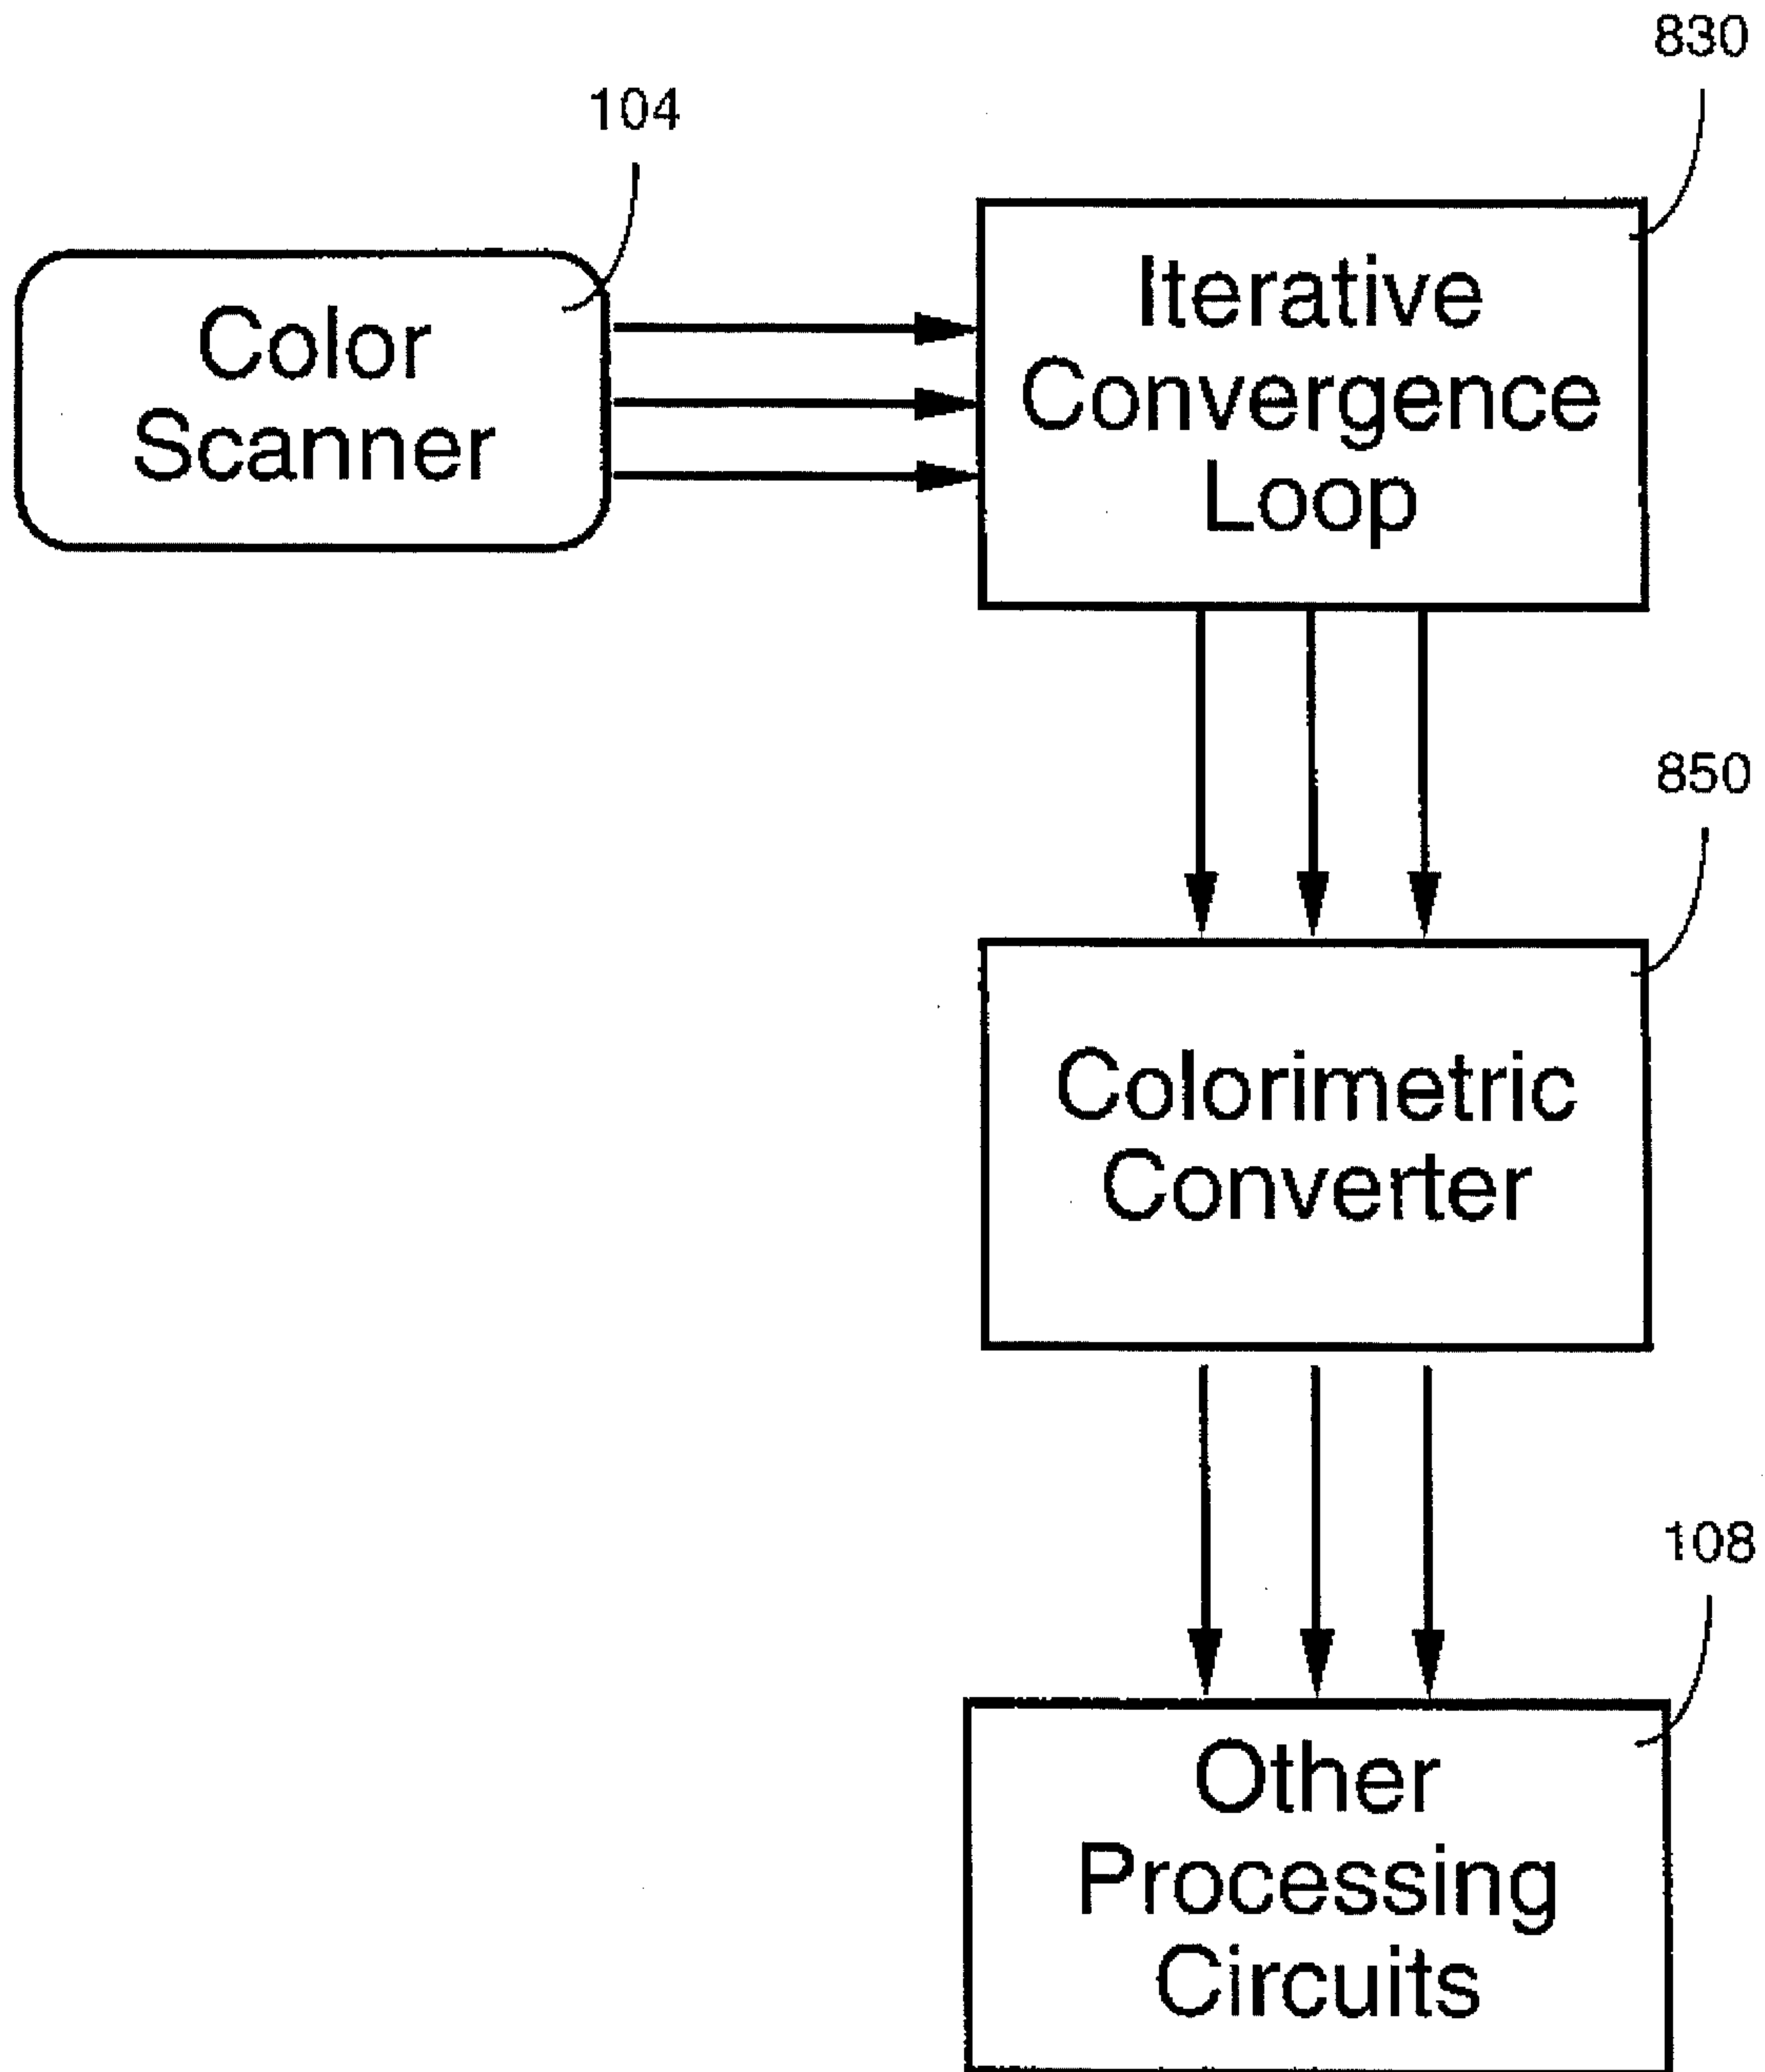 830
104
Color
Scanner
Iterative
Convergence
Loop
850
Colorimetric
Converter
108
Other
Processing
Circuits